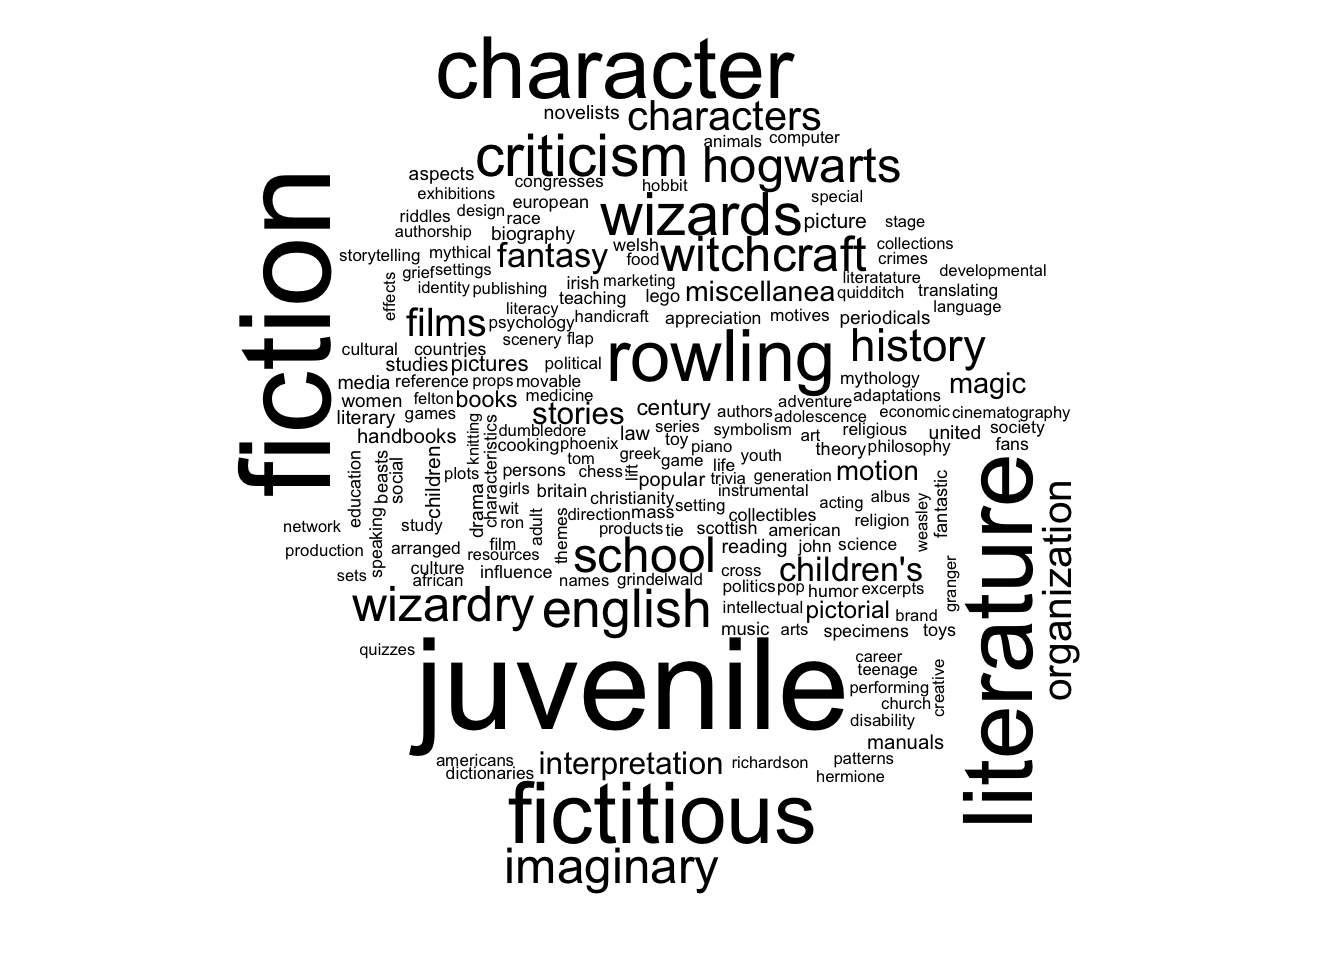 character
novelists characters
animals computer
criticism hogwarts
aspects congresses hobbit
exhibitions european special
riddles design race wizards picture stage
authorship biography
storytelling mythical fantasy welsh witchcraft collections
food crimes
grief settings literatature developmental
effects identity publishing irish marketing
teaching lego miscellanea quidditch translating
literacy language
films psychology handicraft appreciation motives periodicals
scenery flap
fiction
cultural countries rowling history
studies pictures political
media reference props movable mythology magic
women felton books medicine adventure adaptations
literary games stories century authors adolescence economic cinematography
handbooks knitting characteristics dumbledore law series symbolism art religious united society
cooking phoenix greek toy piano theory philosophy fans
tom game life youth
education beasts social children plots persons chess lift popular trivia generation motion
girls britain christianity instrumental
drama wit direction mass setting collectibles acting albus fantastic
network study ron adult themes products tie scottish american religion weasley
production speaking arranged film school reading john science
resources
sets culture influence cross children's
african names grindelwald politics pop humor excerpts granger
wizardry english intellectual pictorial brand
music arts specimens toys
literature
organization
quizzes
juvenile career
teenage
performing creative
church
disability
manuals
americans interpretation richardson patterns
dictionaries hermione
fictitious
imaginary